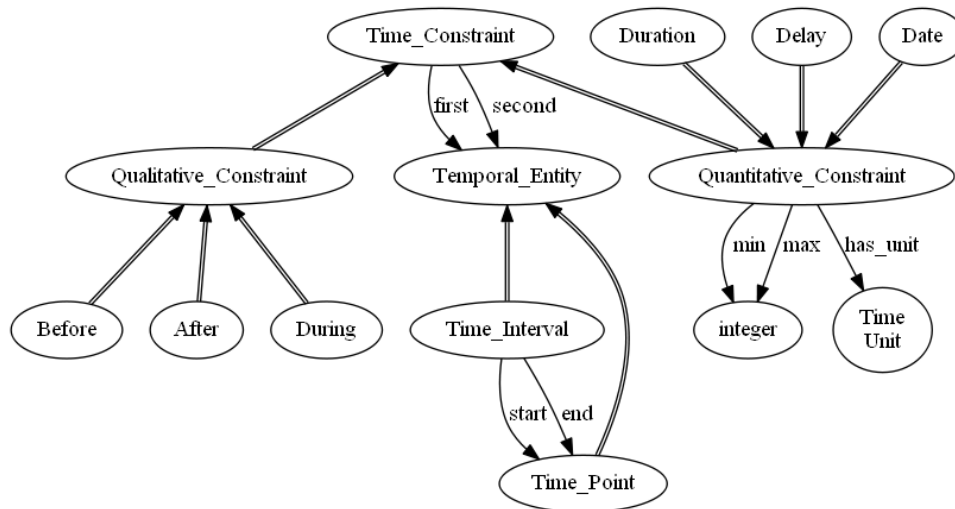 Time_Constraint
Duration
Delay
Date
first
second
Qualitative_Constraint
Temporal_Entity
Quantitative_Constraint
min
max
has_unit
Before
After
During
Time_Interval
integer
Time
Unit
start
end
Time_Point